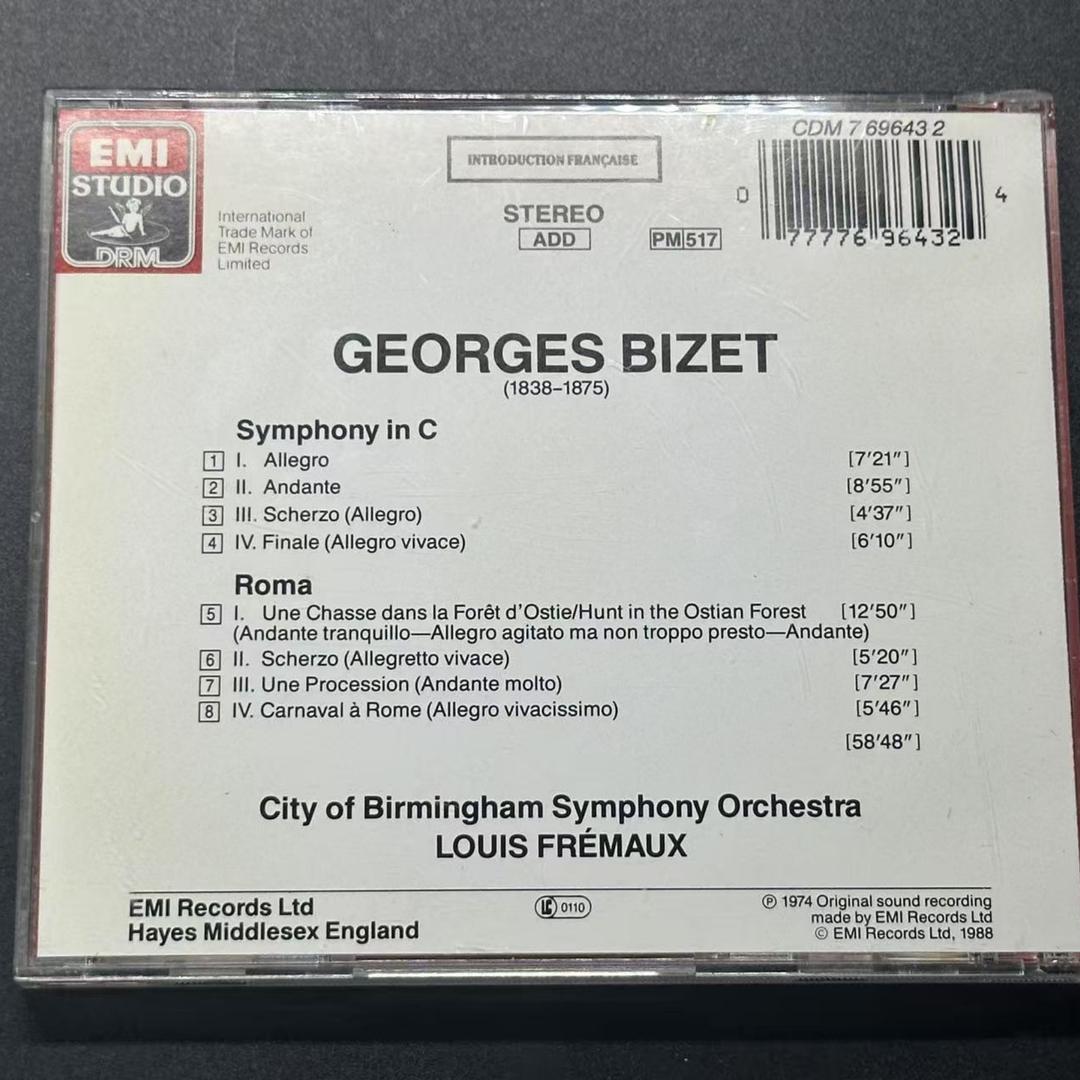 EMI
STUDIO
DRM
International
Trade Mark of
EMI Records
Limited
INTRODUCTION FRANÇAISE
STEREO
ADD
PM 517
CDM 7 69643 2
0 77776 96432 4
GEORGES BIZET
(1838–1875)
Symphony in C
1 I. Allegro [7′21″]
2 II. Andante [8′55″]
3 III. Scherzo (Allegro) [4′37″]
4 IV. Finale (Allegro vivace) [6′10″]
Roma
5 I. Une Chasse dans la Forêt d’Ostie/Hunt in the Ostian Forest [12′50″]
(Andante tranquillo—Allegro agitato ma non troppo presto—Andante)
6 II. Scherzo (Allegretto vivace) [5′20″]
7 III. Une Procession (Andante molto) [7′27″]
8 IV. Carnaval à Rome (Allegro vivacissimo) [5′46″]
[58′48″]
City of Birmingham Symphony Orchestra
LOUIS FRÉMAUX
EMI Records Ltd
Hayes Middlesex England
LC 0110
℗ 1974 Original sound recording
made by EMI Records Ltd
© EMI Records Ltd, 1988